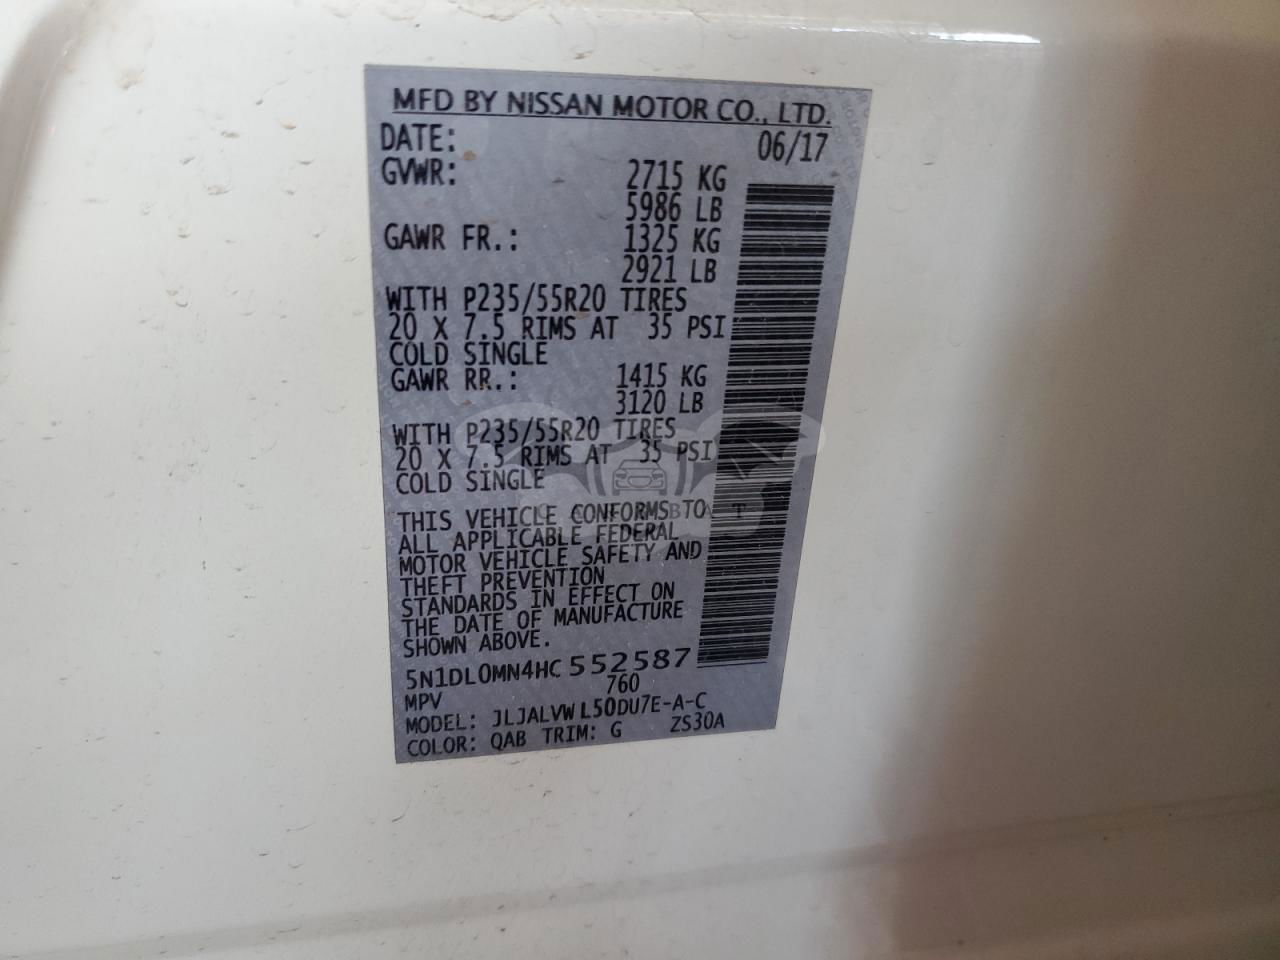 MFD BY NISSAN MOTOR CO., LTD.
DATE: 06/17
GVWR: 2715 KG
5986 LB
GAWR FR.: 1325 KG
2921 LB
WITH P235/55R20 TIRES
20 X 7.5 RIMS AT 35 PSI
COLD SINGLE
GAWR RR.: 1415 KG
3120 LB
WITH P235/55R20 TIRES
20 X 7.5 RIMS AT 35 PSI
COLD SINGLE
THIS VEHICLE CONFORMS TO
ALL APPLICABLE FEDERAL
MOTOR VEHICLE SAFETY AND
THEFT PREVENTION
STANDARDS IN EFFECT ON
THE DATE OF MANUFACTURE
SHOWN ABOVE.
5N1DL0MN4HC552587
MPV 760
MODEL: JLJALVWL50DU7E-A-C
COLOR: QAB TRIM: G ZS30A